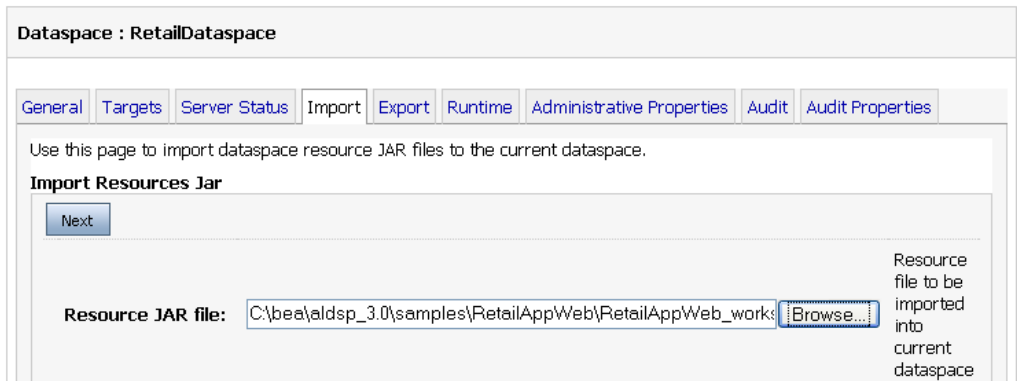 Dataspace : RetailDataspace
General Targets Server Status Import Export Runtime Administrative Properties Audit Audit Properties
Use this page to import dataspace resource JAR files to the current dataspace.
Import Resources Jar
Next
Resource JAR file: C:\bea\aldsp_3.0\samples\RetailAppWeb\RetailAppWeb_works Browse...
Resource
file to be
imported
into
current
dataspace